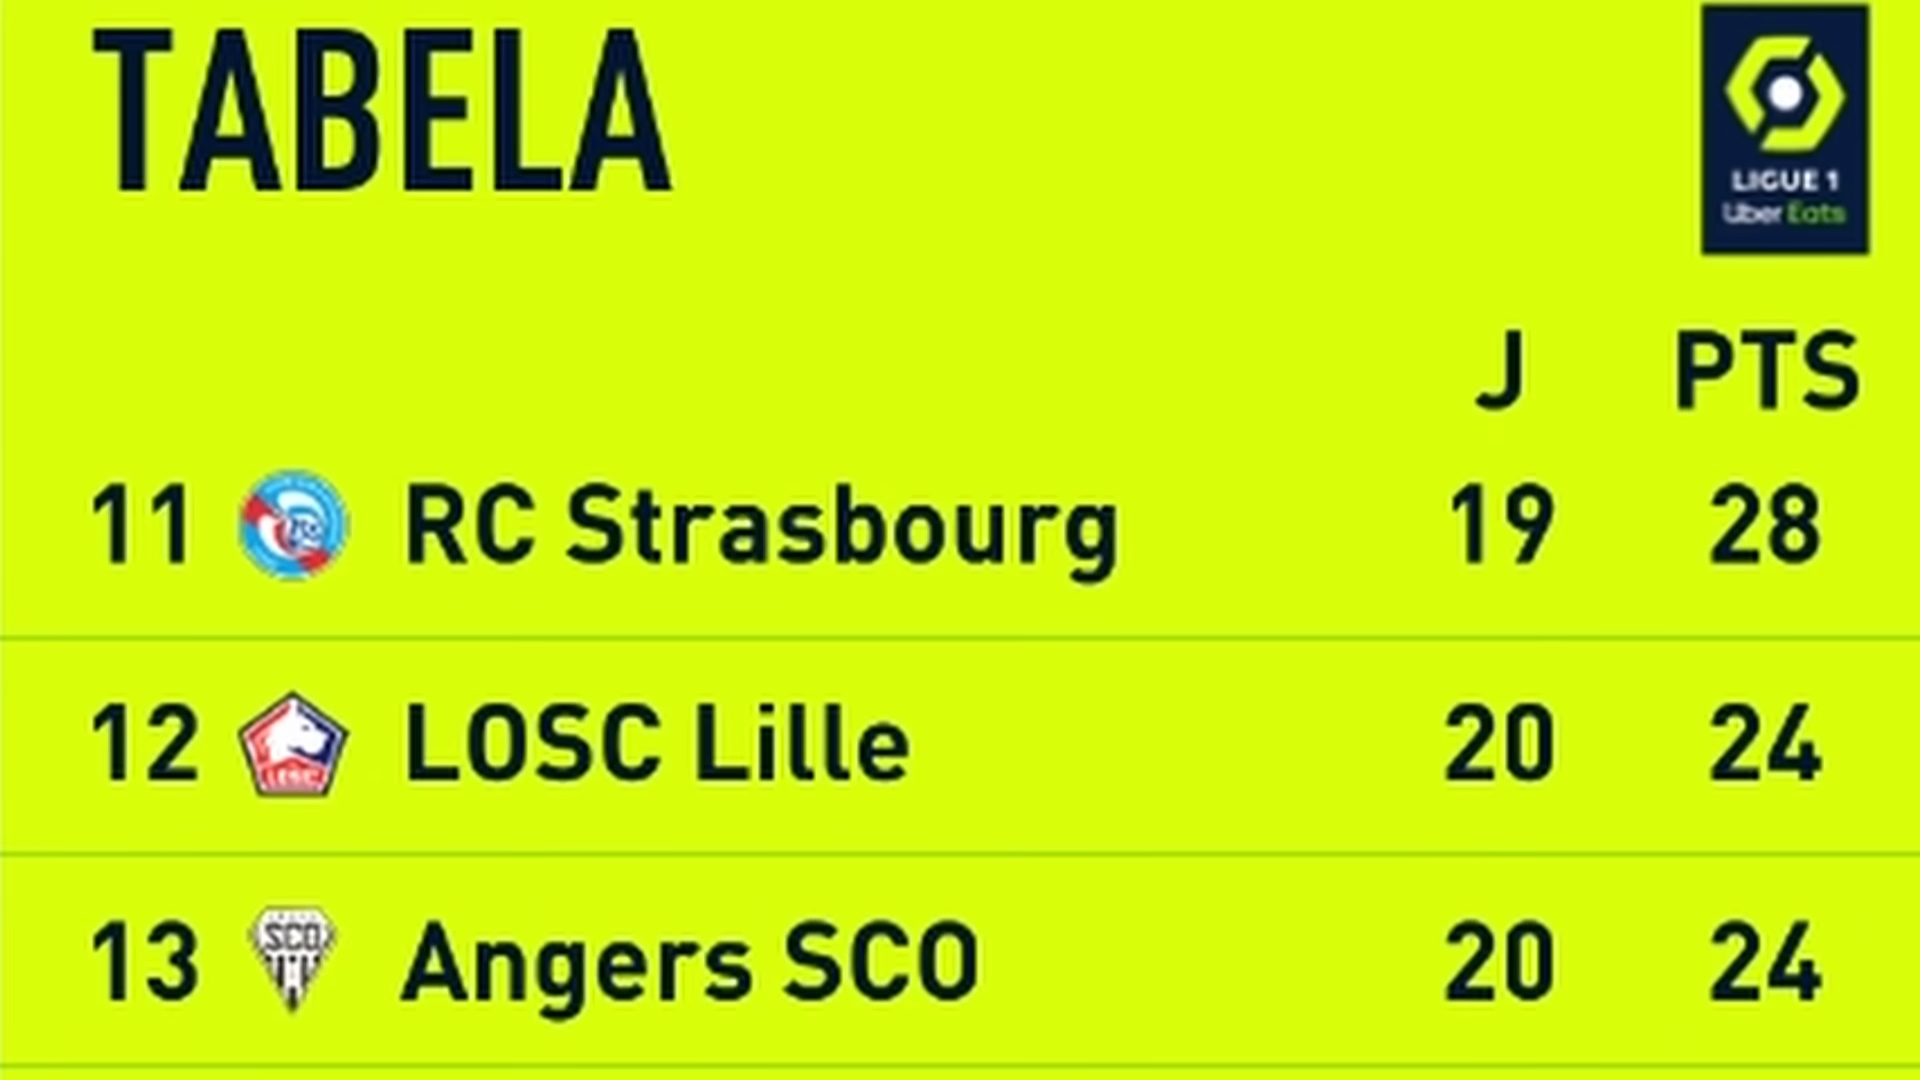 TABELA
LIGUE 1
Uber Eats
J PTS
11 RC Strasbourg 19 28
12 LOSC LOSC Lille 20 24
13 SCO Angers SCO 20 24